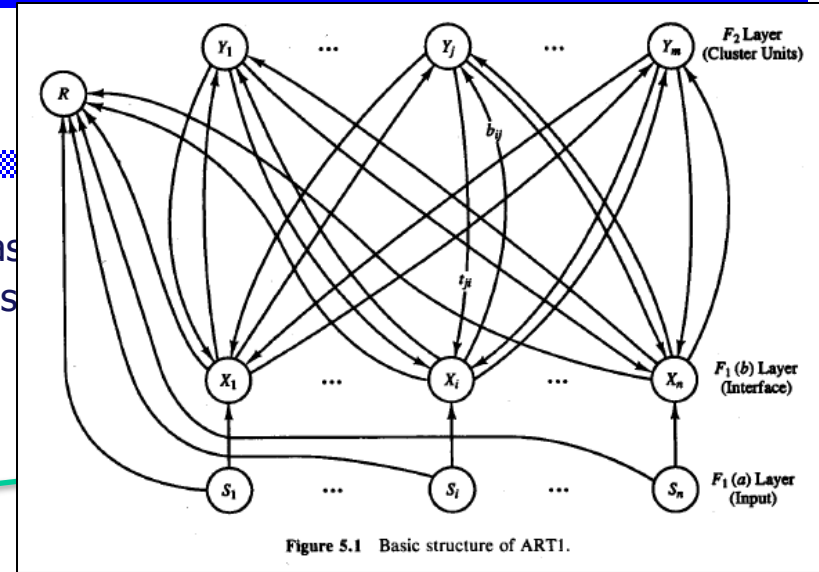 Y1 ... Yj ... Ym F2 Layer
(Cluster Units)
R
bij
s
tji
s
X1 ... Xi ... Xn F1 (b) Layer
(Interface)
S1 ... Si ... Sn F1 (a) Layer
(Input)
Figure 5.1 Basic structure of ART1.